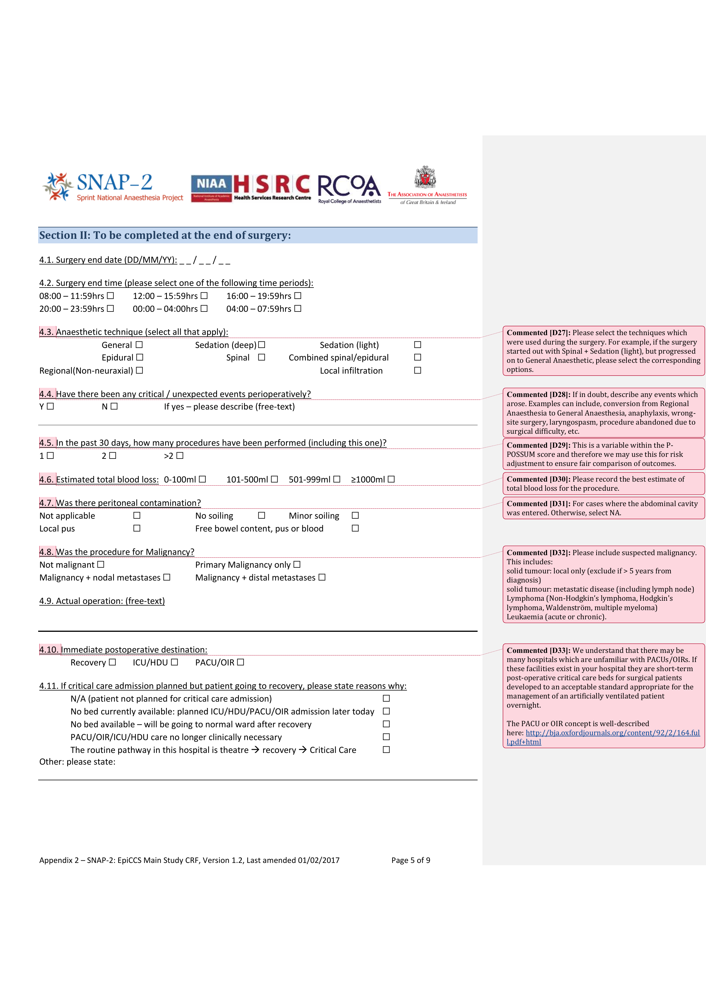 SNAP-2
Sprint National Anaesthesia Project
NIAA
National Institute of Academic
Anaesthesia
HSRC
Health Services Research Centre
RCOA
Royal College of Anaesthetists
THE ASSOCIATION OF ANAESTHETISTS
of Great Britain & Ireland
Section II: To be completed at the end of surgery:
4.1. Surgery end date (DD/MM/YY): _ _ / _ _ / _ _
4.2. Surgery end time (please select one of the following time periods):
08:00 – 11:59hrs ☐ 12:00 – 15:59hrs ☐ 16:00 – 19:59hrs ☐
20:00 – 23:59hrs ☐ 00:00 – 04:00hrs ☐ 04:00 – 07:59hrs ☐
4.3. Anaesthetic technique (select all that apply):
General ☐ Sedation (deep) ☐ Sedation (light) ☐
Epidural ☐ Spinal ☐ Combined spinal/epidural ☐
Regional(Non-neuraxial) ☐ Local infiltration ☐
4.4. Have there been any critical / unexpected events perioperatively?
Y ☐ N ☐ If yes – please describe (free-text)
4.5. In the past 30 days, how many procedures have been performed (including this one)?
1 ☐ 2 ☐ >2 ☐
4.6. Estimated total blood loss: 0-100ml ☐ 101-500ml ☐ 501-999ml ☐ ≥1000ml ☐
4.7. Was there peritoneal contamination?
Not applicable ☐ No soiling ☐ Minor soiling ☐
Local pus ☐ Free bowel content, pus or blood ☐
4.8. Was the procedure for Malignancy?
Not malignant ☐ Primary Malignancy only ☐
Malignancy + nodal metastases ☐ Malignancy + distal metastases ☐
4.9. Actual operation: (free-text)
4.10. Immediate postoperative destination:
Recovery ☐ ICU/HDU ☐ PACU/OIR ☐
4.11. If critical care admission planned but patient going to recovery, please state reasons why:
N/A (patient not planned for critical care admission) ☐
No bed currently available: planned ICU/HDU/PACU/OIR admission later today ☐
No bed available – will be going to normal ward after recovery ☐
PACU/OIR/ICU/HDU care no longer clinically necessary ☐
The routine pathway in this hospital is theatre → recovery → Critical Care ☐
Other: please state:
Commented [D27]: Please select the techniques which
were used during the surgery. For example, if the surgery
started out with Spinal + Sedation (light), but progressed
on to General Anaesthetic, please select the corresponding
options.
Commented [D28]: If in doubt, describe any events which
arose. Examples can include, conversion from Regional
Anaesthesia to General Anaesthesia, anaphylaxis, wrong-
site surgery, laryngospasm, procedure abandoned due to
surgical difficulty, etc.
Commented [D29]: This is a variable within the P-
POSSUM score and therefore we may use this for risk
adjustment to ensure fair comparison of outcomes.
Commented [D30]: Please record the best estimate of
total blood loss for the procedure.
Commented [D31]: For cases where the abdominal cavity
was entered. Otherwise, select NA.
Commented [D32]: Please include suspected malignancy.
This includes:
solid tumour: local only (exclude if > 5 years from
diagnosis)
solid tumour: metastatic disease (including lymph node)
Lymphoma (Non-Hodgkin’s lymphoma, Hodgkin's
lymphoma, Waldenström, multiple myeloma)
Leukaemia (acute or chronic).
Commented [D33]: We understand that there may be
many hospitals which are unfamiliar with PACUs/OIRs. If
these facilities exist in your hospital they are short-term
post-operative critical care beds for surgical patients
developed to an acceptable standard appropriate for the
management of an artificially ventilated patient
overnight.
The PACU or OIR concept is well-described
here: http://bja.oxfordjournals.org/content/92/2/164.ful
l.pdf+html
Appendix 2 – SNAP-2: EpiCCS Main Study CRF, Version 1.2, Last amended 01/02/2017 Page 5 of 9